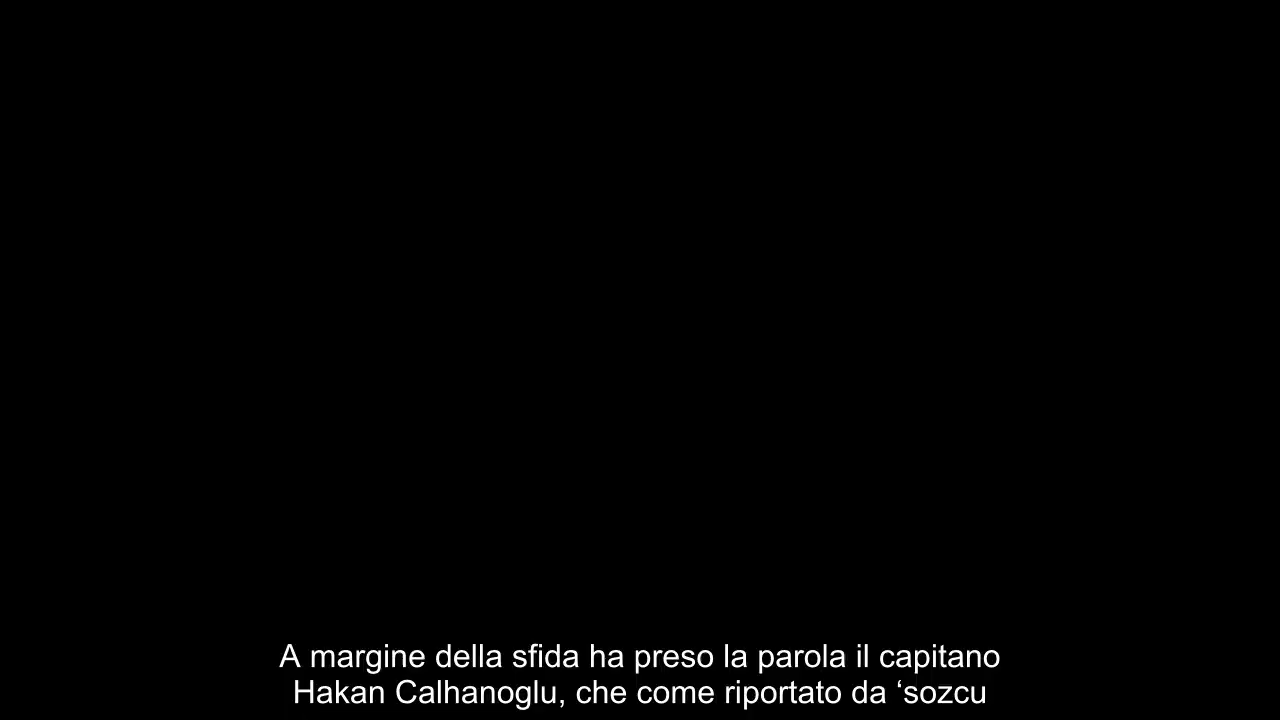 A margine della sfida ha preso la parola il capitano
Hakan Calhanoglu, che come riportato da ‘sozcu